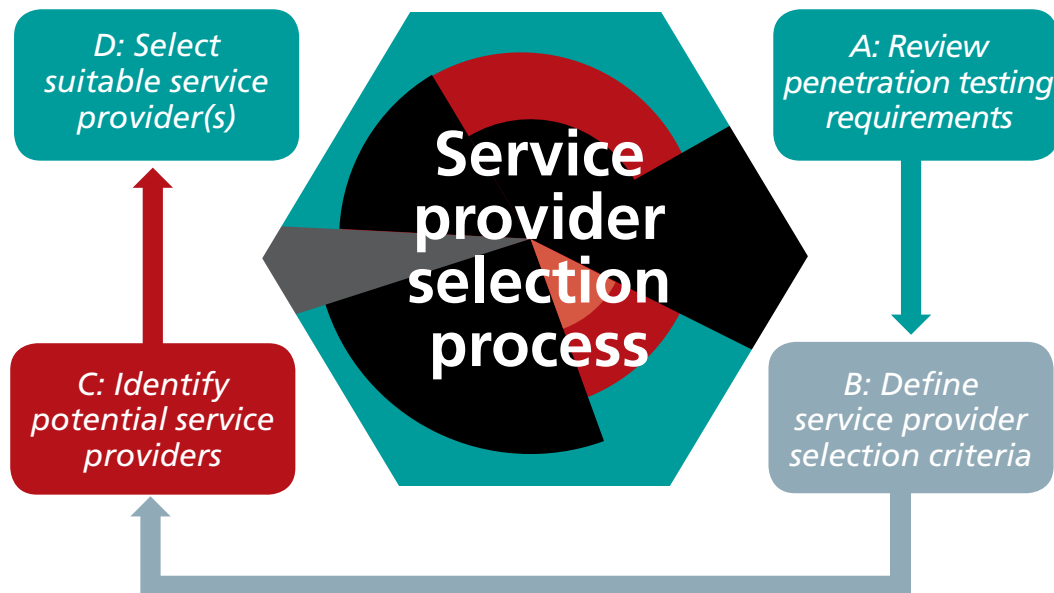 D: Select
suitable service
provider(s)
Service
provider
selection
process
A: Review
penetration testing
requirements
C: Identify
potential service
providers
B: Define
service provider
selection criteria